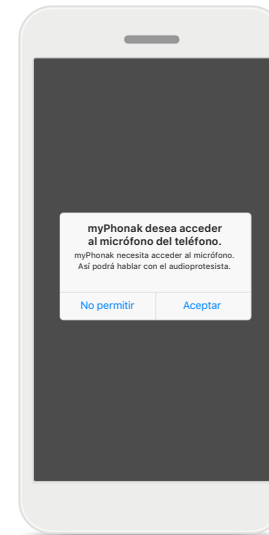 myPhonak desea acceder
al micrófono del teléfono.
myPhonak necesita acceder al micrófono.
Así podrá hablar con el audioprotesista.
No permitir
Aceptar